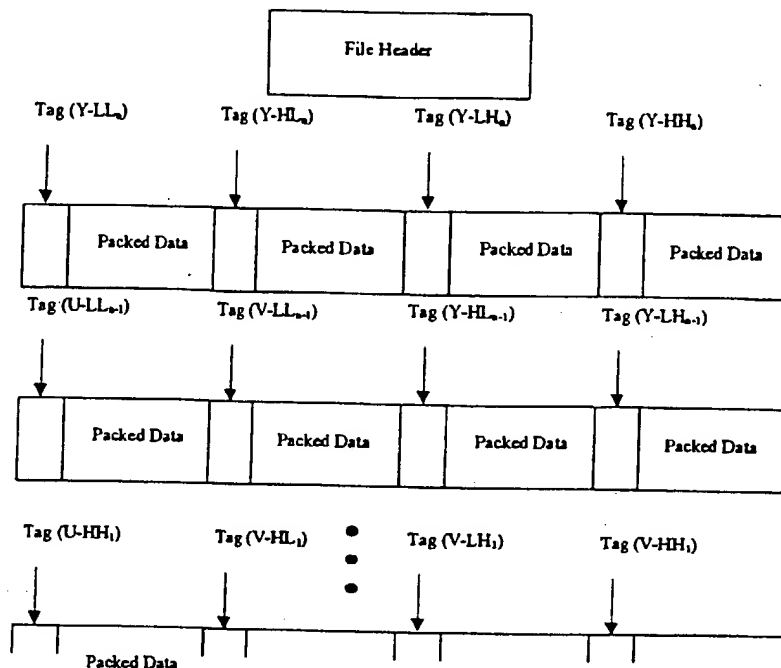 File Header
Tag (Y-LLₙ) Tag (Y-HLₙ) Tag (Y-LHₙ) Tag (Y-HHₙ)
Packed Data Packed Data Packed Data Packed Data
Tag (U-LLₙ₋₁) Tag (V-LLₙ₋₁) Tag (Y-HLₙ₋₁) Tag (Y-LHₙ₋₁)
Packed Data Packed Data Packed Data Packed Data
Tag (U-HH₁) Tag (V-HL₁) Tag (V-LH₁) Tag (V-HH₁)
Packed Data